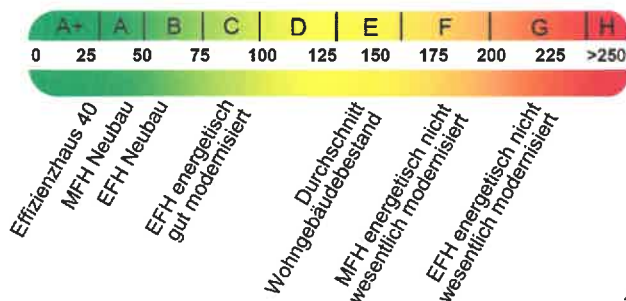 A+ A B C D E F G H
0 25 50 75 100 125 150 175 200 225 >250
Effizienzhaus 40
MFH Neubau
EFH Neubau
EFH energetisch
gut modernisiert
Durchschnitt
Wohngebäudebestand
MFH energetisch nicht
wesentlich modernisiert
EFH energetisch nicht
wesentlich modernisiert